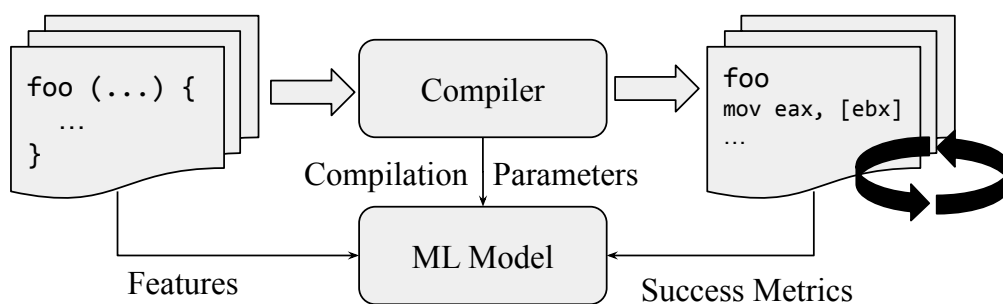 foo (...) {
...
}
Compiler
foo
mov eax, [ebx]
...
Compilation Parameters
ML Model
Features
Success Metrics